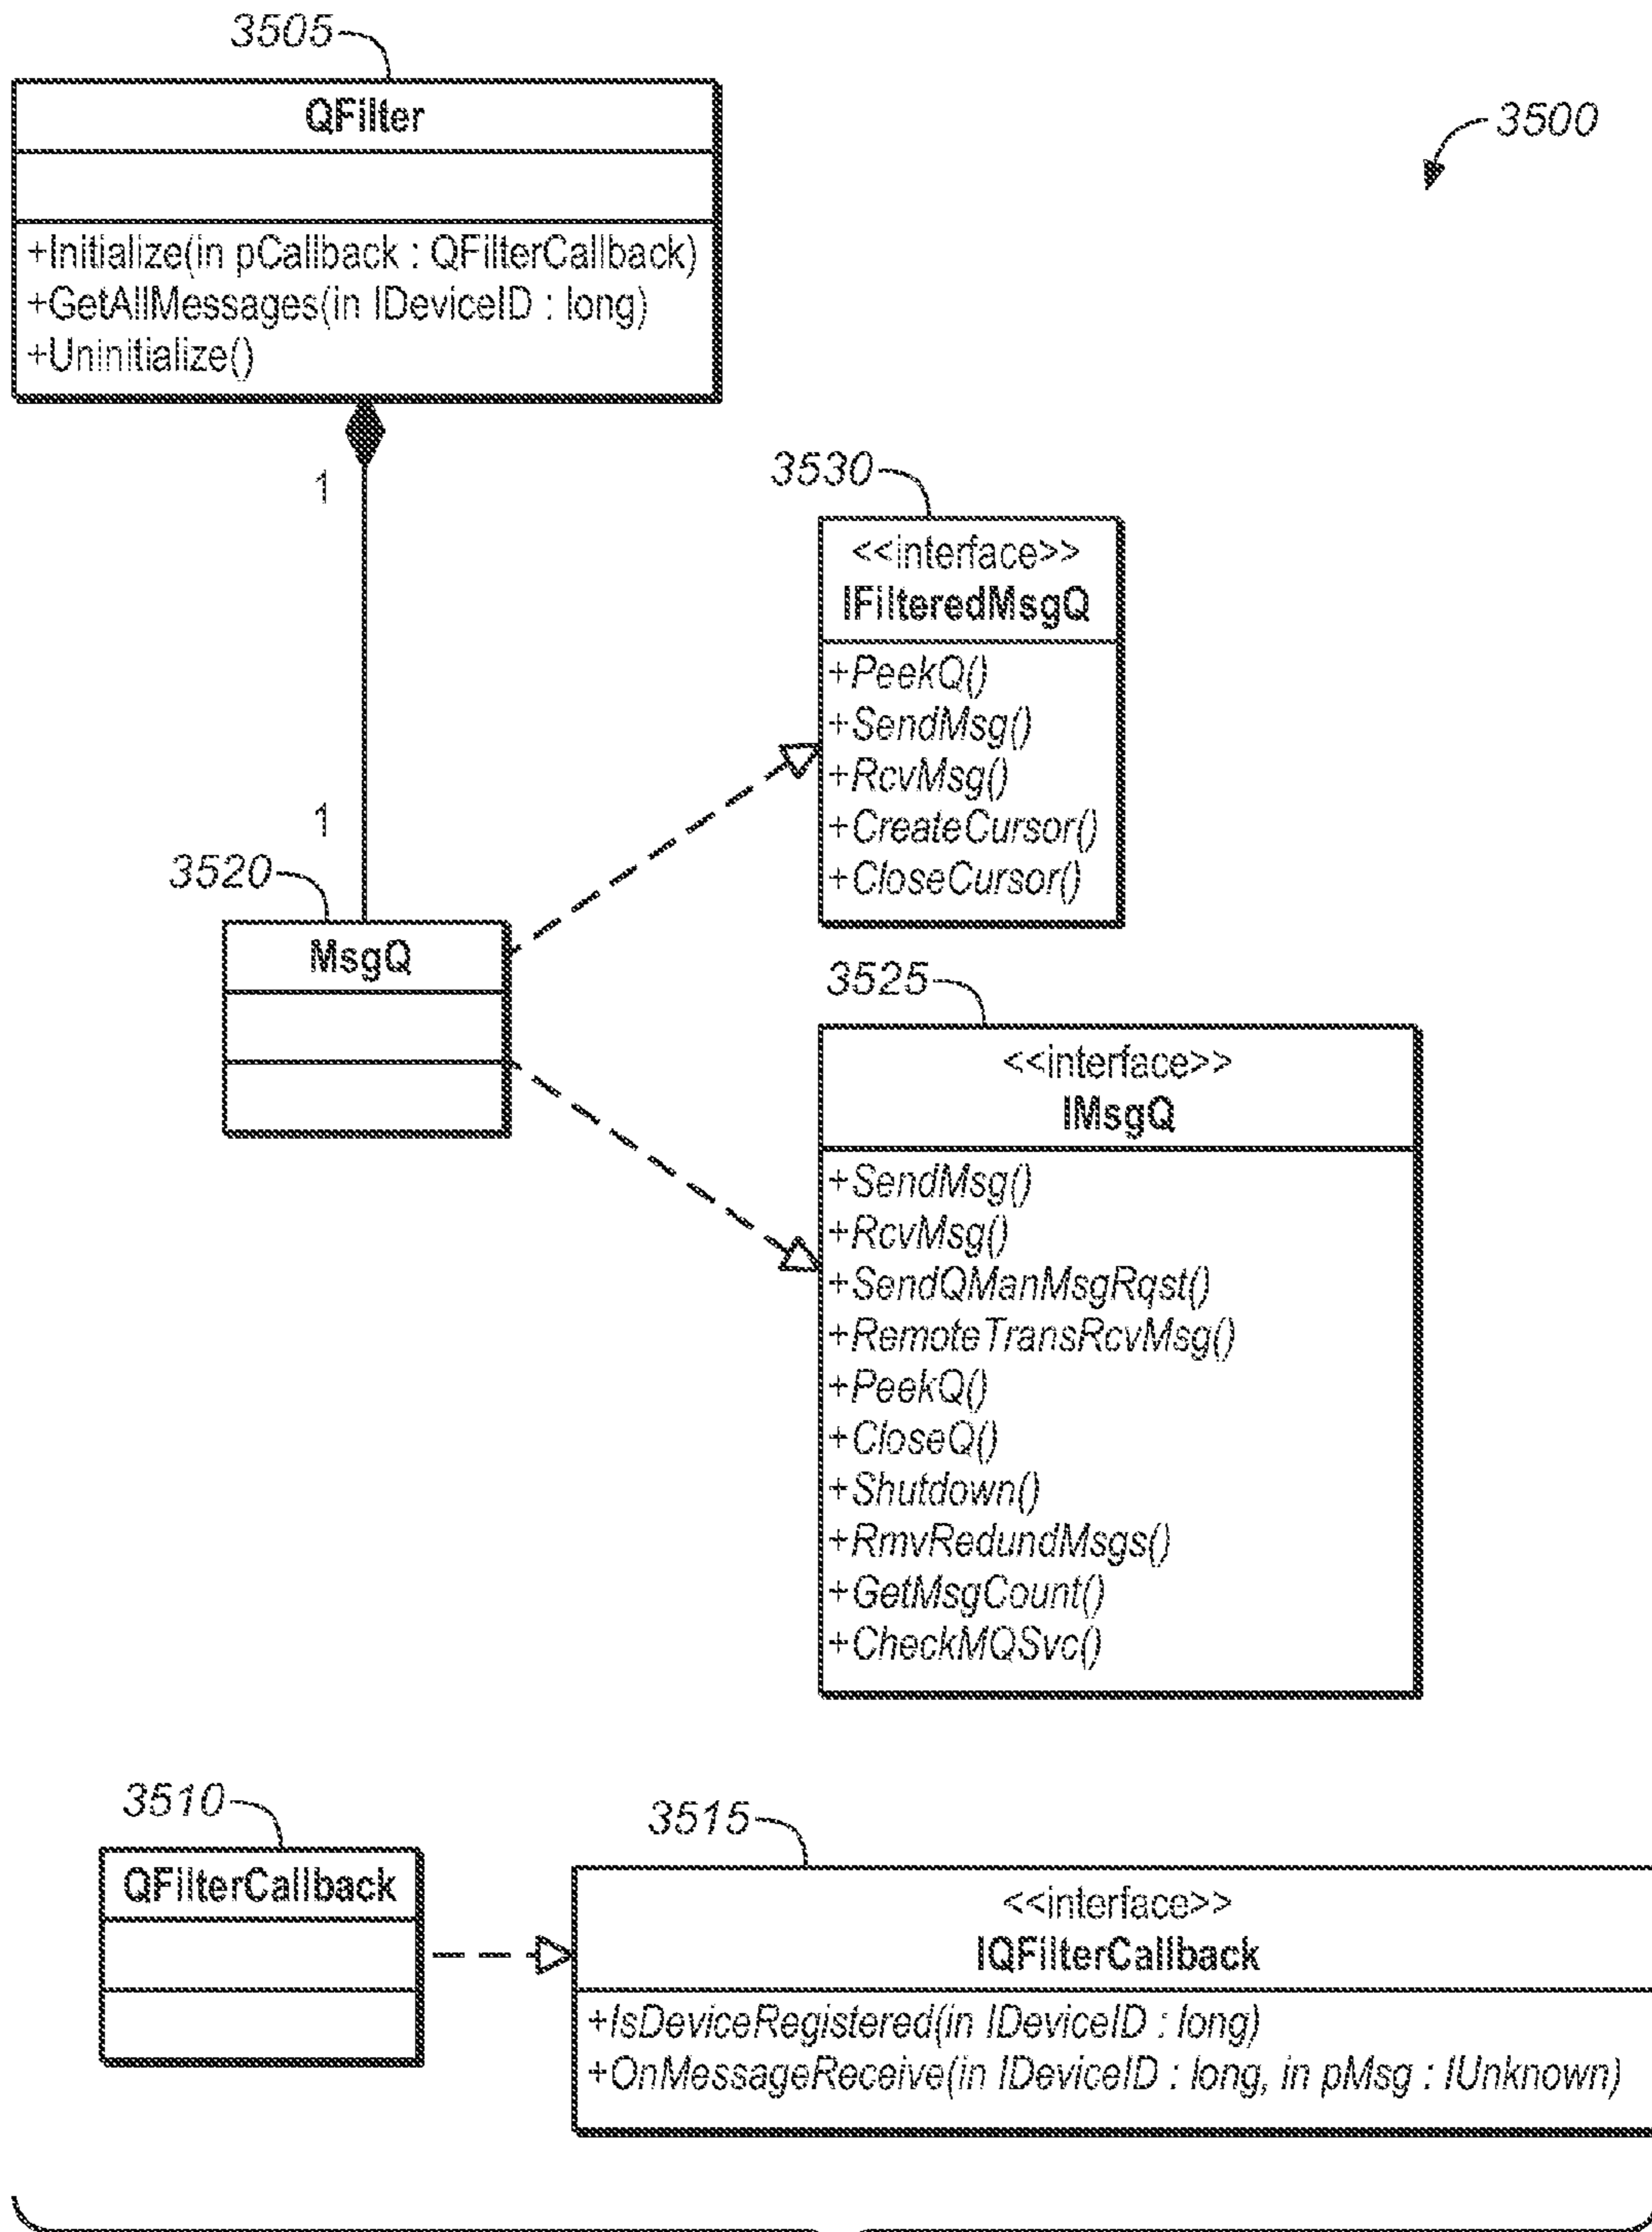 3505
QFilter
3500
+Initialize(in pCallback : QFilterCallback)
+GetAllMessages(in lDeviceID : long)
+Uninitialize()
1
3530
<<interface>>
IFilteredMsgQ
+PeekQ()
+SendMsg()
+RcvMsg()
+CreateCursor()
+CloseCursor()
1
3520
MsgQ
3525
<<interface>>
IMsgQ
+SendMsg()
+RcvMsg()
+SendQManMsgRqst()
+RemoteTransRcvMsg()
+PeekQ()
+CloseQ()
+Shutdown()
+RmvRedundMsgs()
+GetMsgCount()
+CheckMQSvc()
3510
QFilterCallback
3515
<<interface>>
IQFilterCallback
+IsDeviceRegistered(in lDeviceID : long)
+OnMessageReceive(in lDeviceID : long, in pMsg : IUnknown)